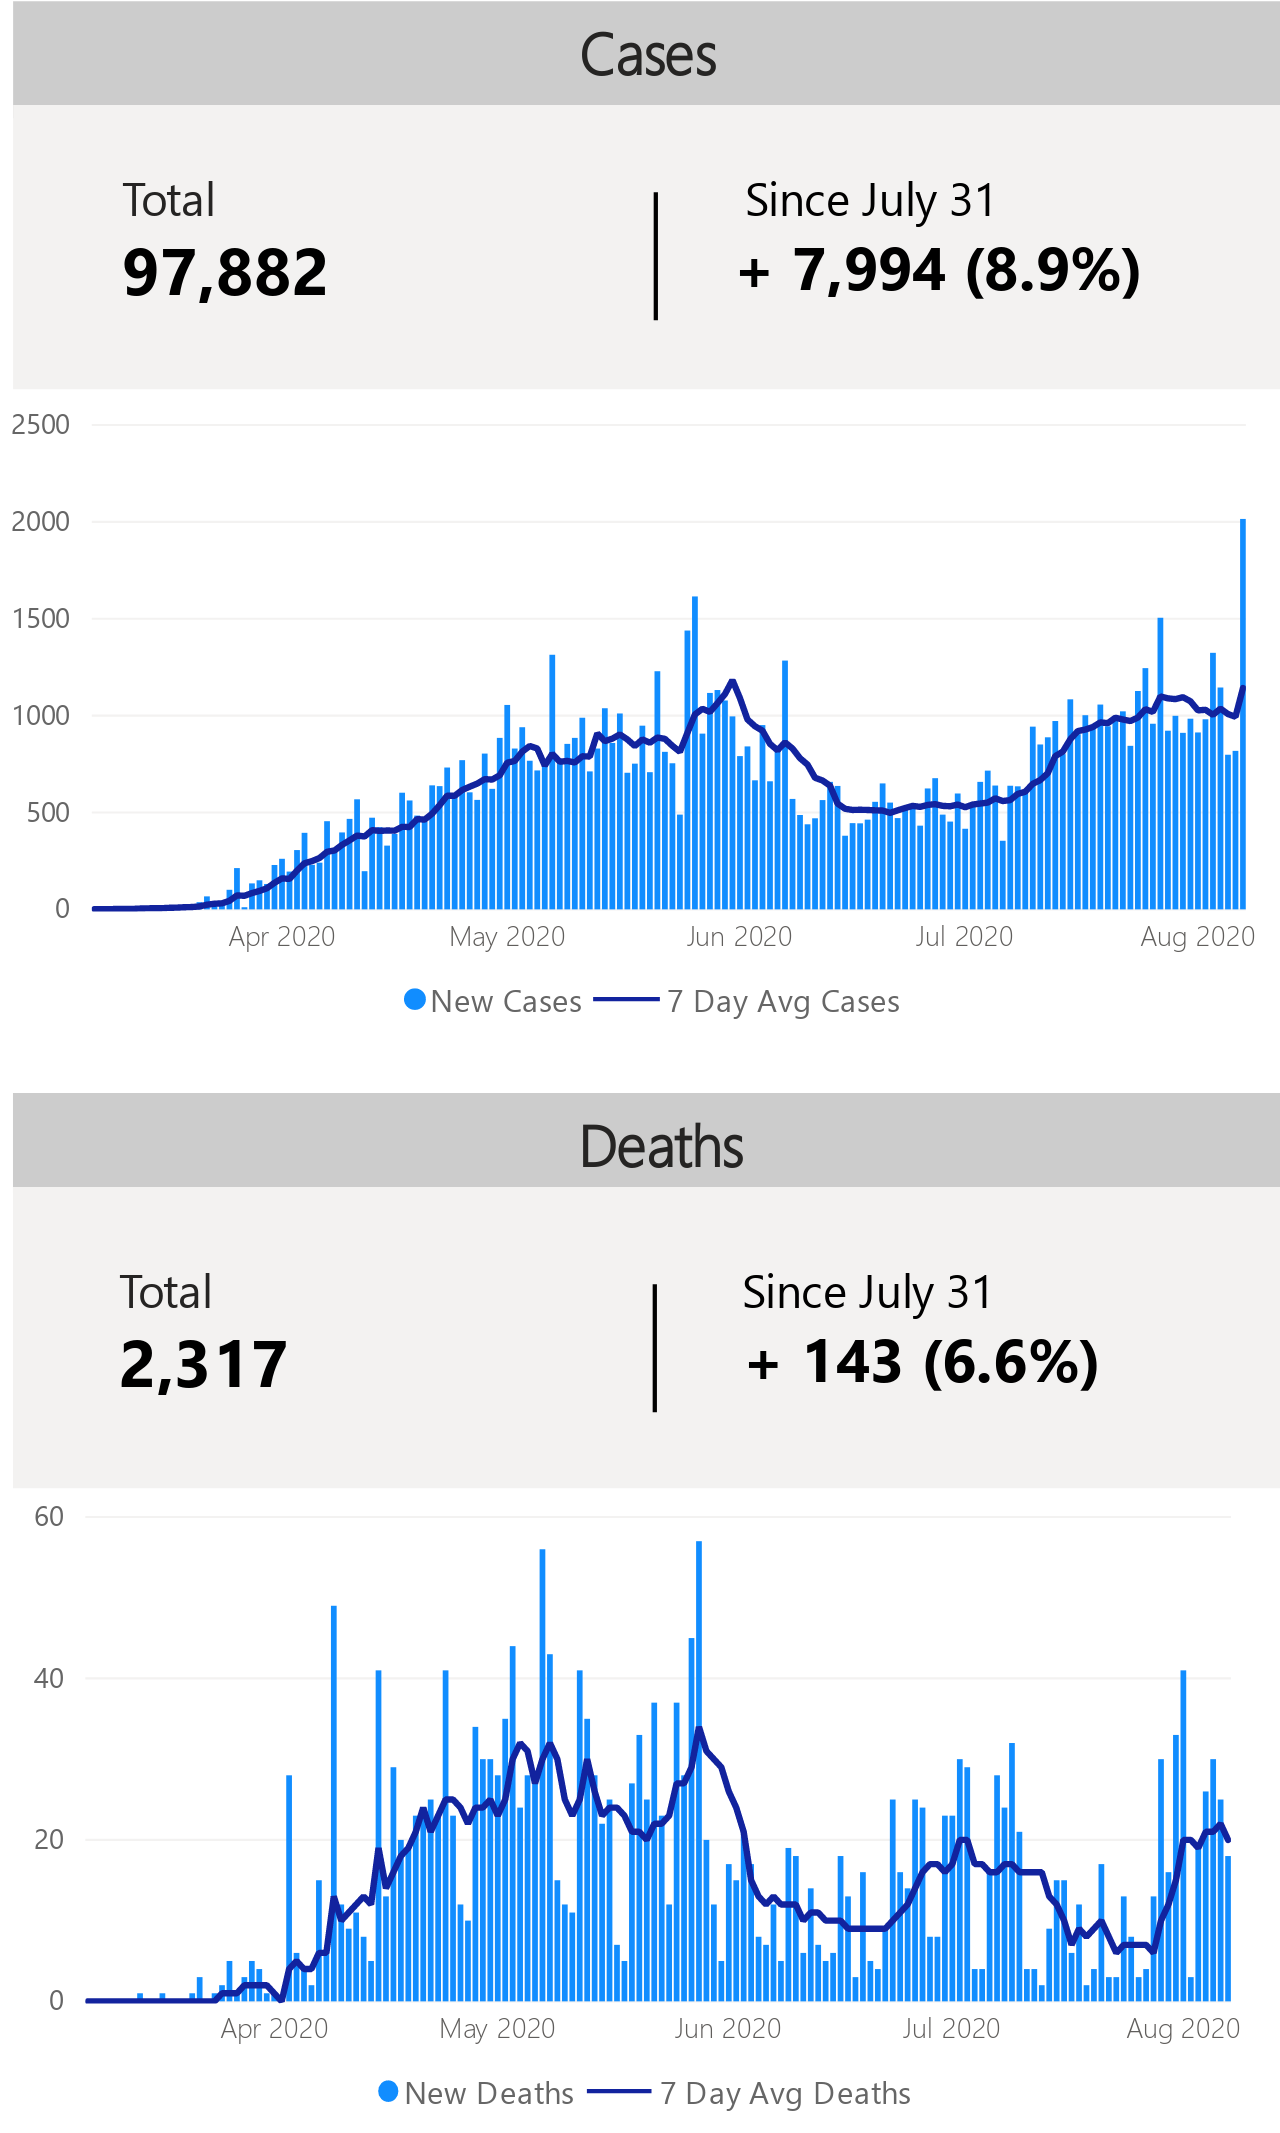 Cases
Total
Since July 31
97,882
+ 7,994 (8.9%)
2500
2000
1500
1000
500
0
Apr 2020
May 2020
Jun 2020
Jul 2020
Aug 2020
New Cases
7 Day Avg Cases
Deaths
Total
Since July 31
2,317
+ 143 (6.6%)
60
40
20
0
Apr 2020
May 2020
Jun 2020
Jul 2020
Aug 2020
New Deaths
7 Day Avg Deaths